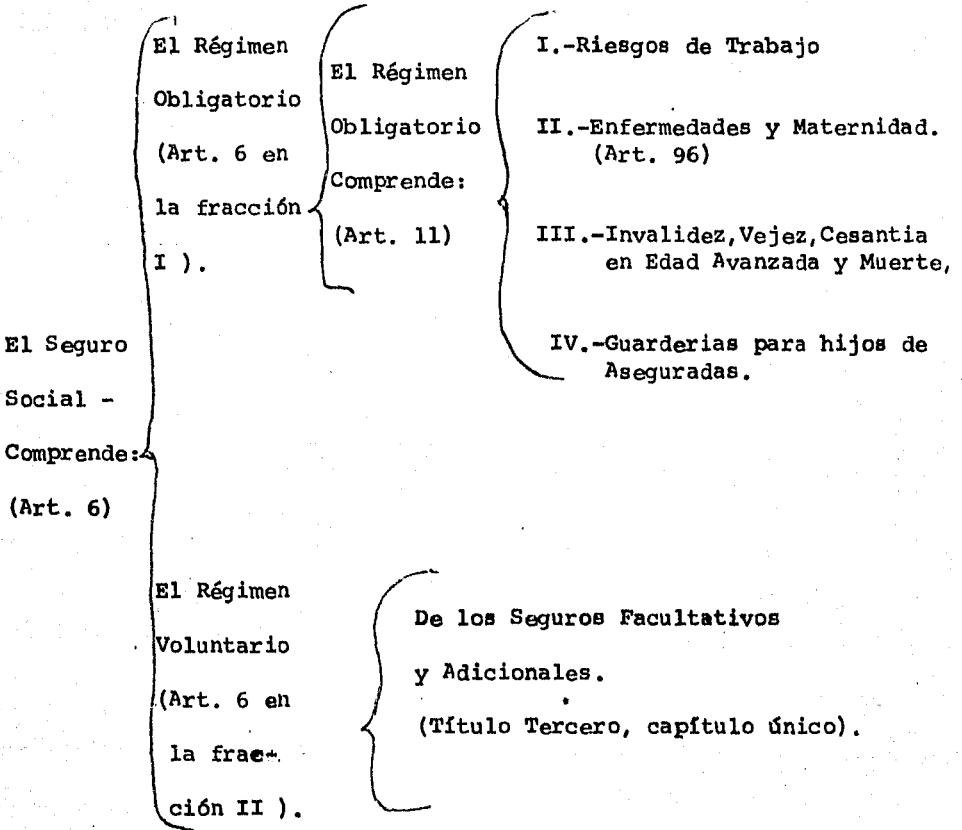 El Seguro
Social -
Comprende:
(Art. 6)
El Régimen
Obligatorio
(Art. 6 en
la fracción
I ).
El Régimen
Obligatorio
Comprende:
(Art. 11)
I.-Riesgos de Trabajo
II.-Enfermedades y Maternidad.
(Art. 96)
III.-Invalidez,Vejez,Cesantia
en Edad Avanzada y Muerte,
IV.-Guarderias para hijos de
Aseguradas.
El Régimen
Voluntario
(Art. 6 en
la frac-
ción II ).
De los Seguros Facultativos
y Adicionales.
(Título Tercero, capítulo único).